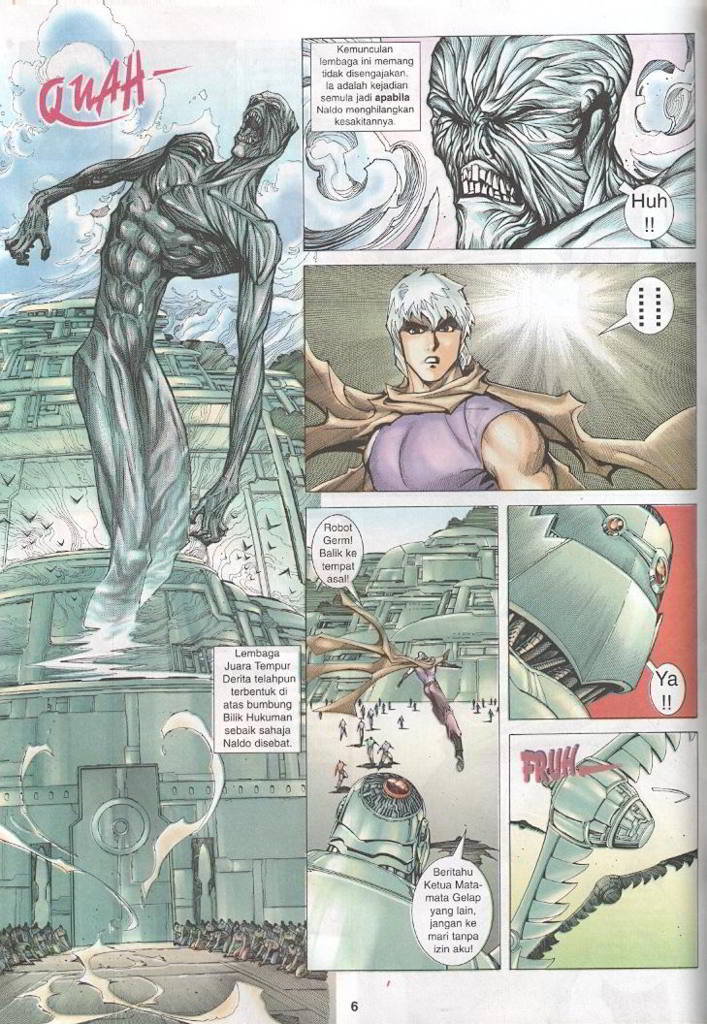 QUAH
Lembaga
Juara Tempur
Derita telahpun
terbentuk di
atas bumbung
Bilik Hukuman
sebaik sahaja
Naldo disebat.
Kemunculan
lembaga ini memang
tidak disengajakan.
Ia adalah kejadian
semula jadi apabila
Naldo menghilangkan
kesakitannya.
Huh
!!
!!
Robot
Germ!
Balik ke
tempat
asal!
Beritahu
Ketua Mata-
mata Gelap
yang lain,
jangan ke
mari tanpa
izin aku!
Ya
!!
FRUH
6